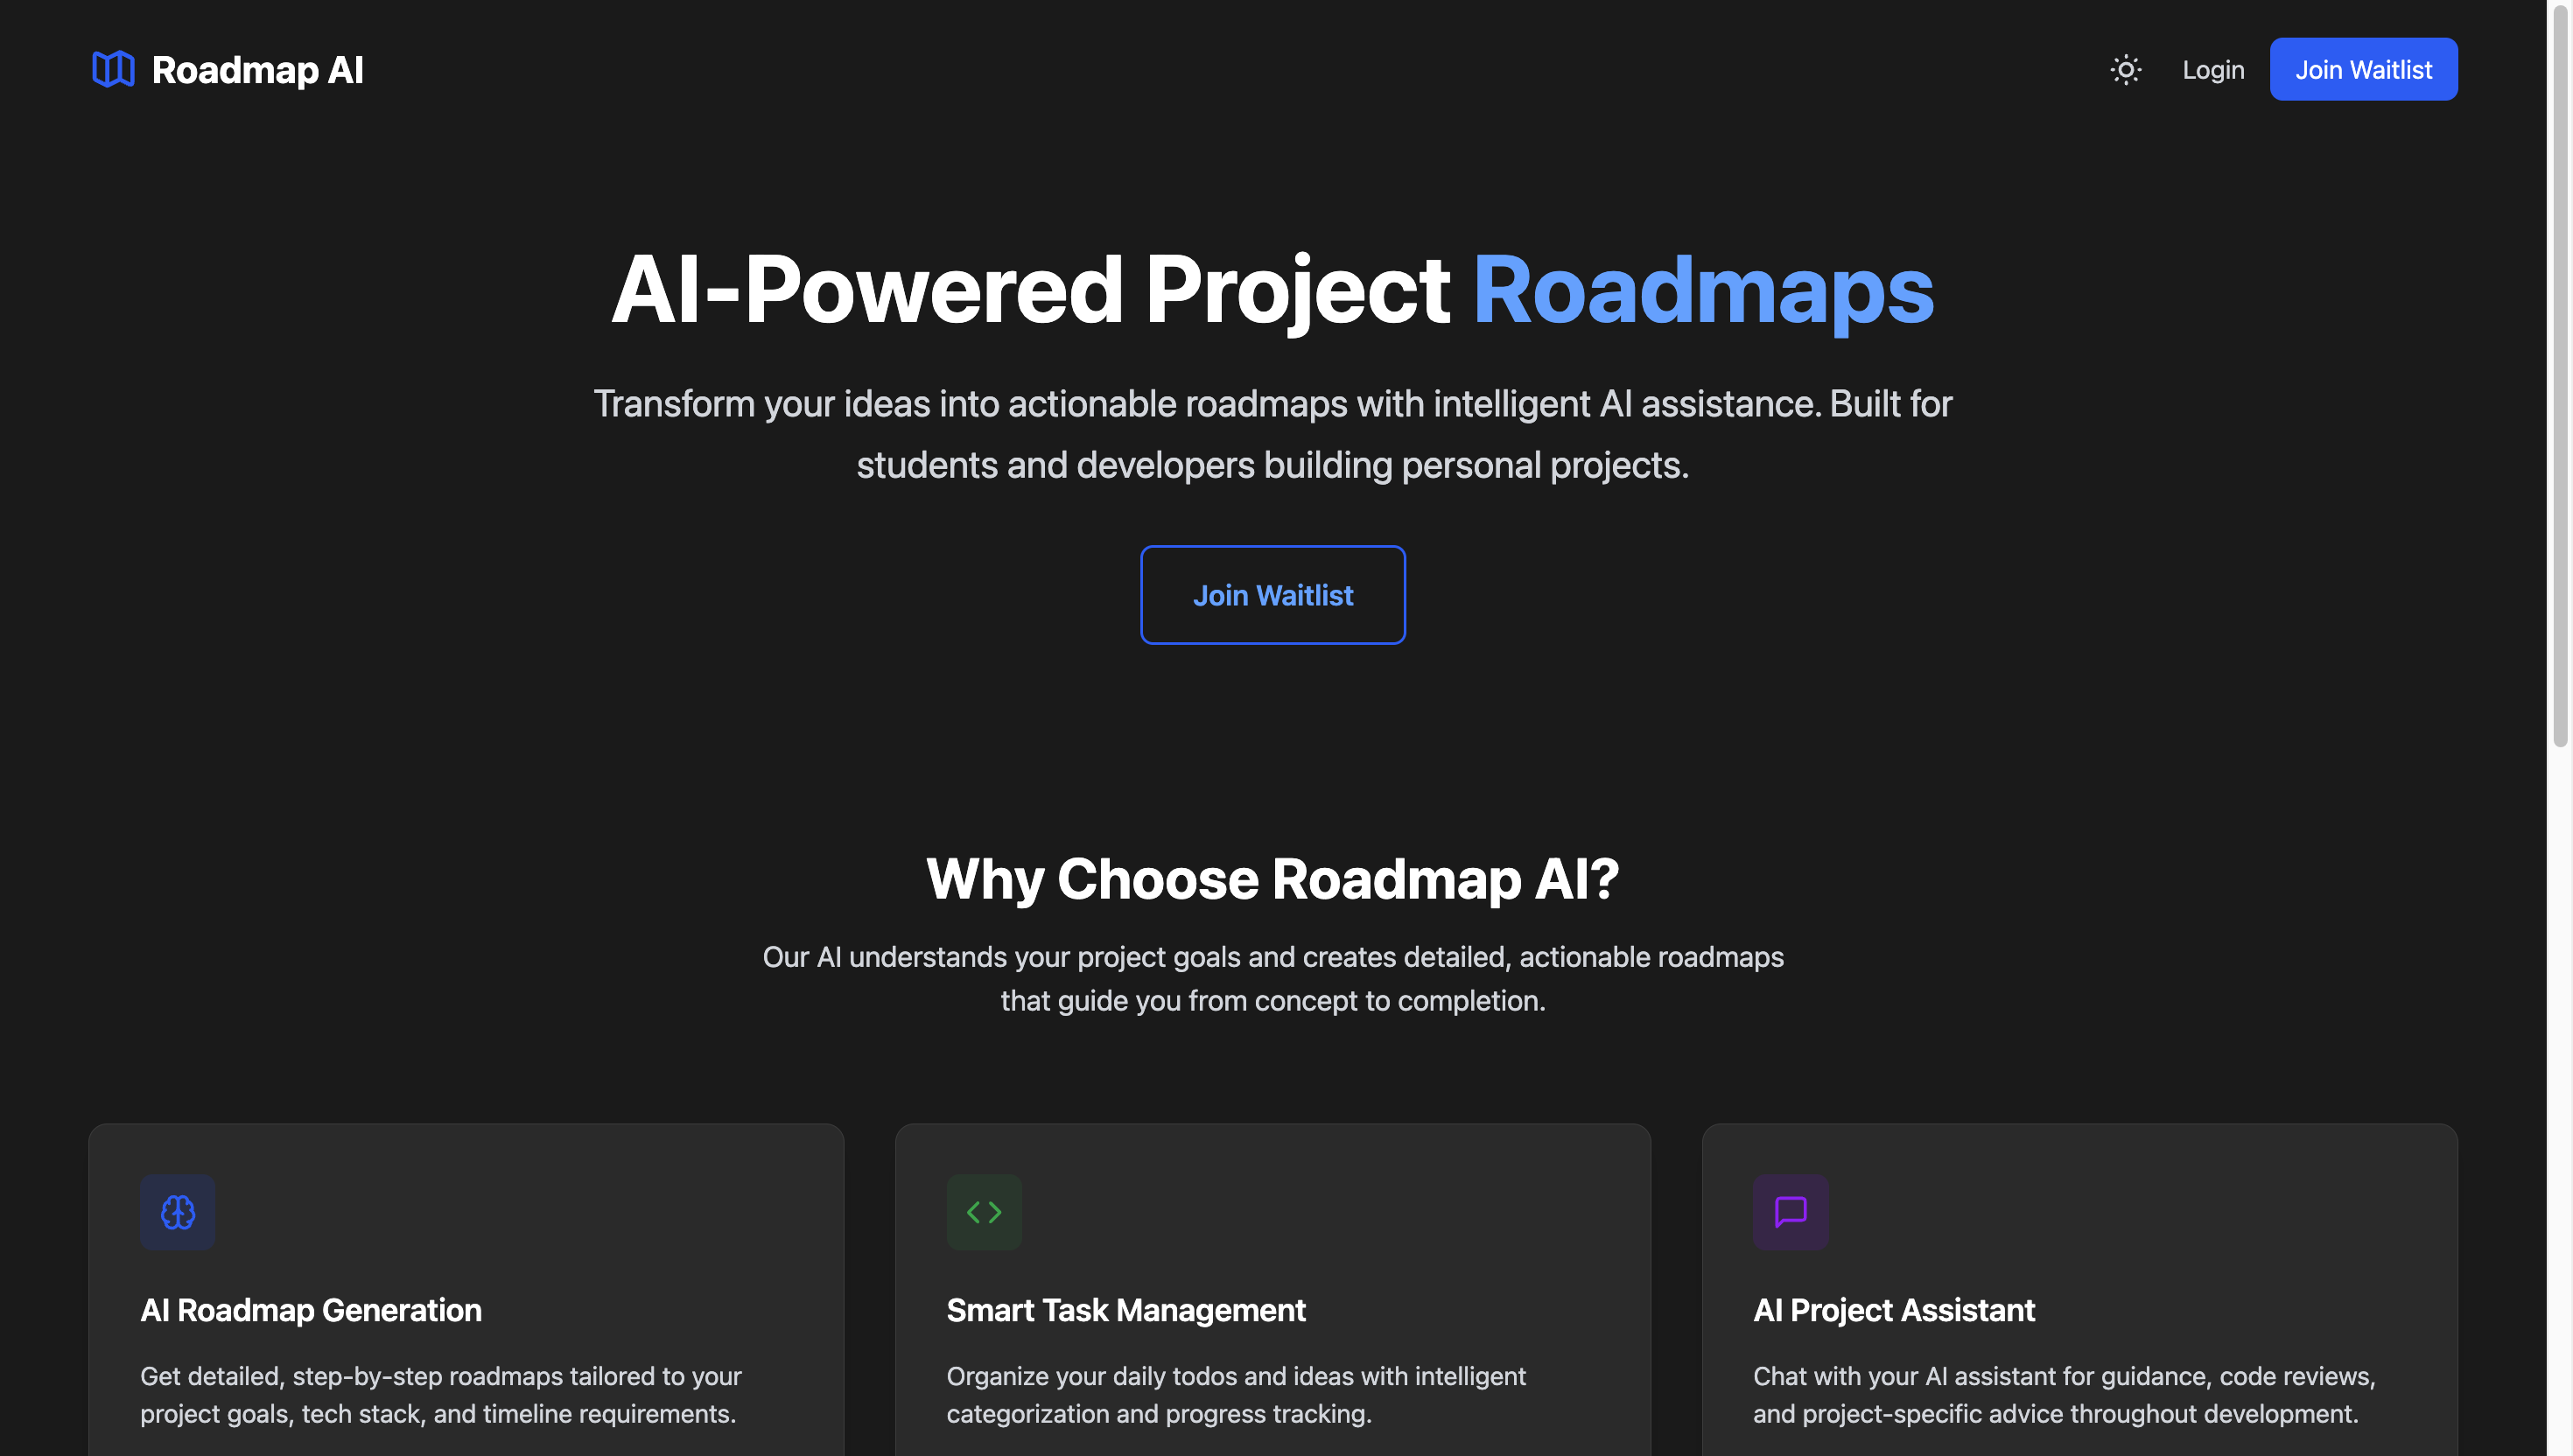 Roadmap AI
Login
Join Waitlist
AI-Powered Project Roadmaps
Transform your ideas into actionable roadmaps with intelligent AI assistance. Built for
students and developers building personal projects.
Join Waitlist
Why Choose Roadmap AI?
Our AI understands your project goals and creates detailed, actionable roadmaps
that guide you from concept to completion.
AI Roadmap Generation
Get detailed, step-by-step roadmaps tailored to your
project goals, tech stack, and timeline requirements.
Smart Task Management
Organize your daily todos and ideas with intelligent
categorization and progress tracking.
AI Project Assistant
Chat with your AI assistant for guidance, code reviews,
and project-specific advice throughout development.